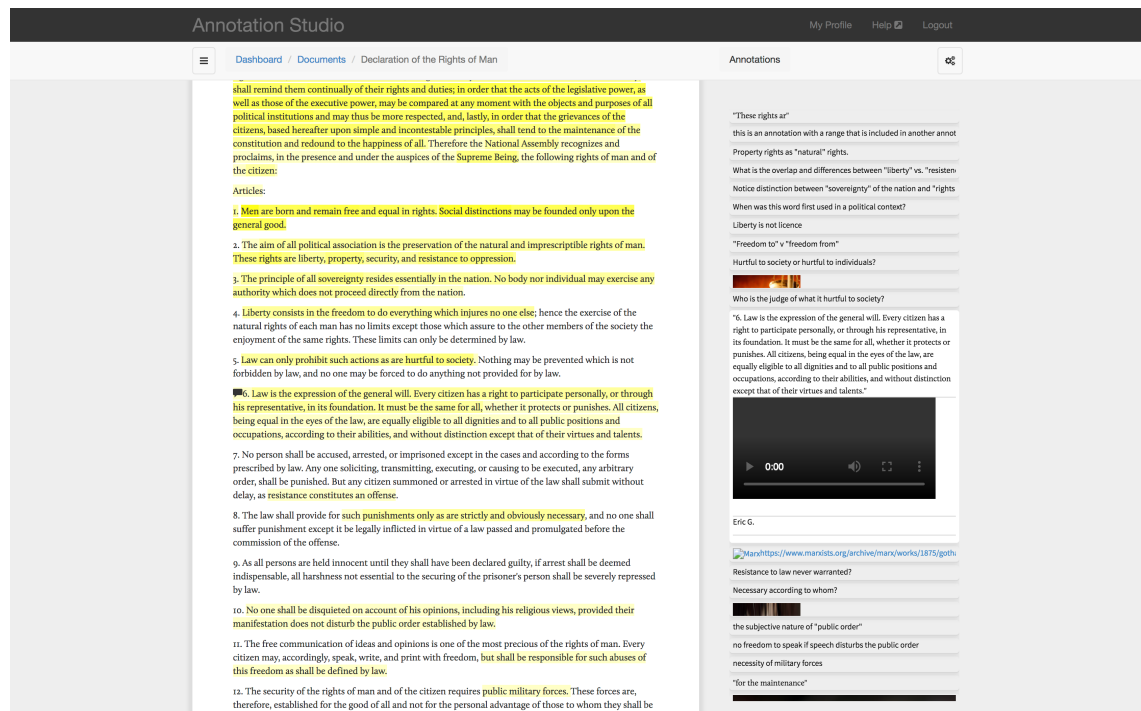 Annotation Studio
My Profile Help Logout
Dashboard / Documents / Declaration of the Rights of Man
Annotations
shall remind them continually of their rights and duties; in order that the acts of the legislative power, as
well as those of the executive power, may be compared at any moment with the objects and purposes of all
political institutions and may thus be more respected, and, lastly, in order that the grievances of the
citizens, based hereafter upon simple and incontestable principles, shall tend to the maintenance of the
constitution and redound to the happiness of all. Therefore the National Assembly recognizes and
proclaims, in the presence and under the auspices of the Supreme Being, the following rights of man and of
the citizen:
Articles:
1. Men are born and remain free and equal in rights. Social distinctions may be founded only upon the
general good.
2. The aim of all political association is the preservation of the natural and imprescriptible rights of man.
These rights are liberty, property, security, and resistance to oppression.
3. The principle of all sovereignty resides essentially in the nation. No body nor individual may exercise any
authority which does not proceed directly from the nation.
4. Liberty consists in the freedom to do everything which injures no one else; hence the exercise of the
natural rights of each man has no limits except those which assure to the other members of the society the
enjoyment of the same rights. These limits can only be determined by law.
5. Law can only prohibit such actions as are hurtful to society. Nothing may be prevented which is not
forbidden by law, and no one may be forced to do anything not provided for by law.
6. Law is the expression of the general will. Every citizen has a right to participate personally, or through
his representative, in its foundation. It must be the same for all, whether it protects or punishes. All citizens,
being equal in the eyes of the law, are equally eligible to all dignities and to all public positions and
occupations, according to their abilities, and without distinction except that of their virtues and talents.
7. No person shall be accused, arrested, or imprisoned except in the cases and according to the forms
prescribed by law. Any one soliciting, transmitting, executing, or causing to be executed, any arbitrary
order, shall be punished. But any citizen summoned or arrested in virtue of the law shall submit without
delay, as resistance constitutes an offense.
8. The law shall provide for such punishments only as are strictly and obviously necessary, and no one shall
suffer punishment except it be legally inflicted in virtue of a law passed and promulgated before the
commission of the offense.
9. As all persons are held innocent until they shall have been declared guilty, if arrest shall be deemed
indispensable, all harshness not essential to the securing of the prisoner's person shall be severely repressed
by law.
10. No one shall be disquieted on account of his opinions, including his religious views, provided their
manifestation does not disturb the public order established by law.
11. The free communication of ideas and opinions is one of the most precious of the rights of man. Every
citizen may, accordingly, speak, write, and print with freedom, but shall be responsible for such abuses of
this freedom as shall be defined by law.
12. The security of the rights of man and of the citizen requires public military forces. These forces are,
therefore, established for the good of all and not for the personal advantage of those to whom they shall be
"These rights ar"
this is an annotation with a range that is included in another annot
Property rights as "natural" rights.
What is the overlap and differences between "liberty" vs. "resisten
Notice distinction between "sovereignty" of the nation and "rights
When was this word first used in a political context?
Liberty is not licence
"Freedom to" v "freedom from"
Hurtful to society or hurtful to individuals?
Who is the judge of what it hurtful to society?
"6. Law is the expression of the general will. Every citizen has a
right to participate personally, or through his representative, in
its foundation. It must be the same for all, whether it protects or
punishes. All citizens, being equal in the eyes of the law, are
equally eligible to all dignities and to all public positions and
occupations, according to their abilities, and without distinction
except that of their virtues and talents."
0:00
Eric G.
Marxhttps://www.marxists.org/archive/marx/works/1875/goth
Resistance to law never warranted?
Necessary according to whom?
the subjective nature of "public order"
no freedom to speak if speech disturbs the public order
necessity of military forces
"for the maintenance"